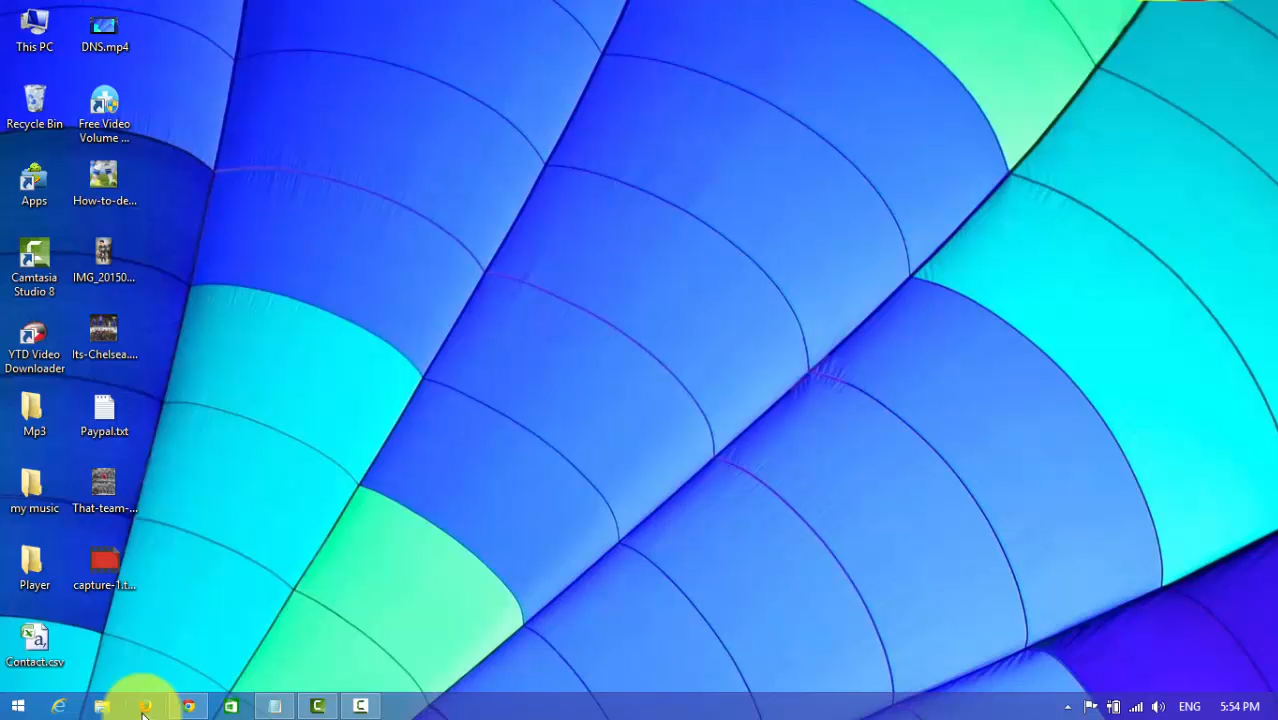 This PC
DNS.mp4
Recycle Bin
Free Video
Volume ...
Apps
How-to-de...
Camtasia
Studio 8
IMG_20150...
YTD Video
Downloader
Its-Chelsea....
Mp3
Paypal.txt
my music
That-team-...
Player
capture-1.t...
Contact.csv
ENG
5:54 PM